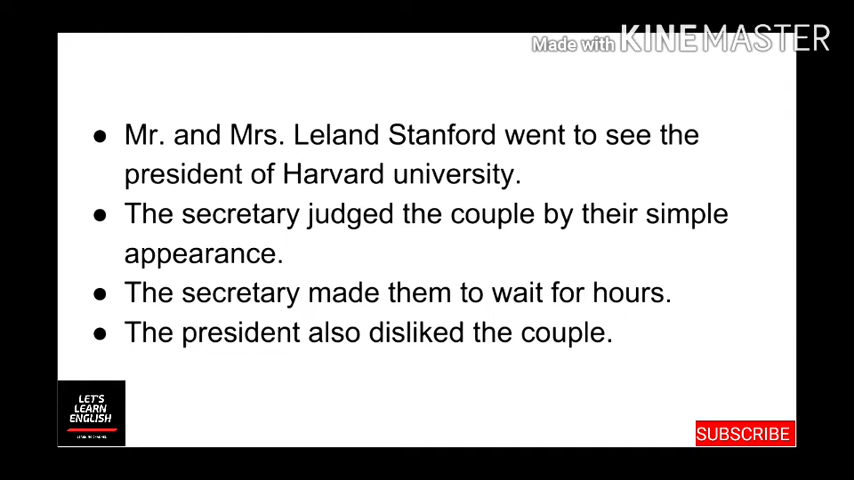 Made with KINEMASTER
● Mr. and Mrs. Leland Stanford went to see the
president of Harvard university.
● The secretary judged the couple by their simple
appearance.
● The secretary made them to wait for hours.
● The president also disliked the couple.
LET'S
LEARN
ENGLISH
SUBSCRIBE